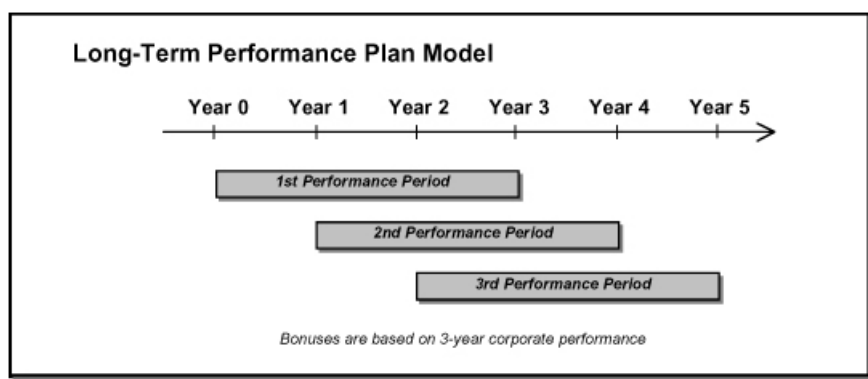 Long-Term Performance Plan Model
Year 0 Year 1 Year 2 Year 3 Year 4 Year 5
1st Performance Period
2nd Performance Period
3rd Performance Period
Bonuses are based on 3-year corporate performance